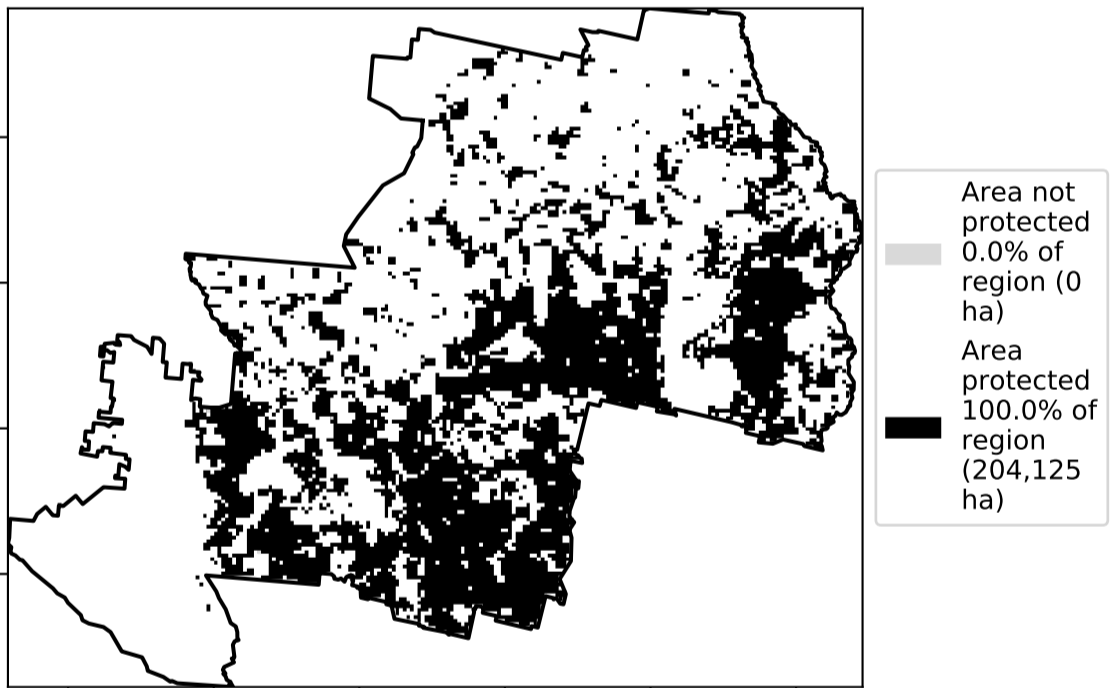 Area not
protected
0.0% of
region (0
ha)
Area
protected
100.0% of
region
(204,125
ha)